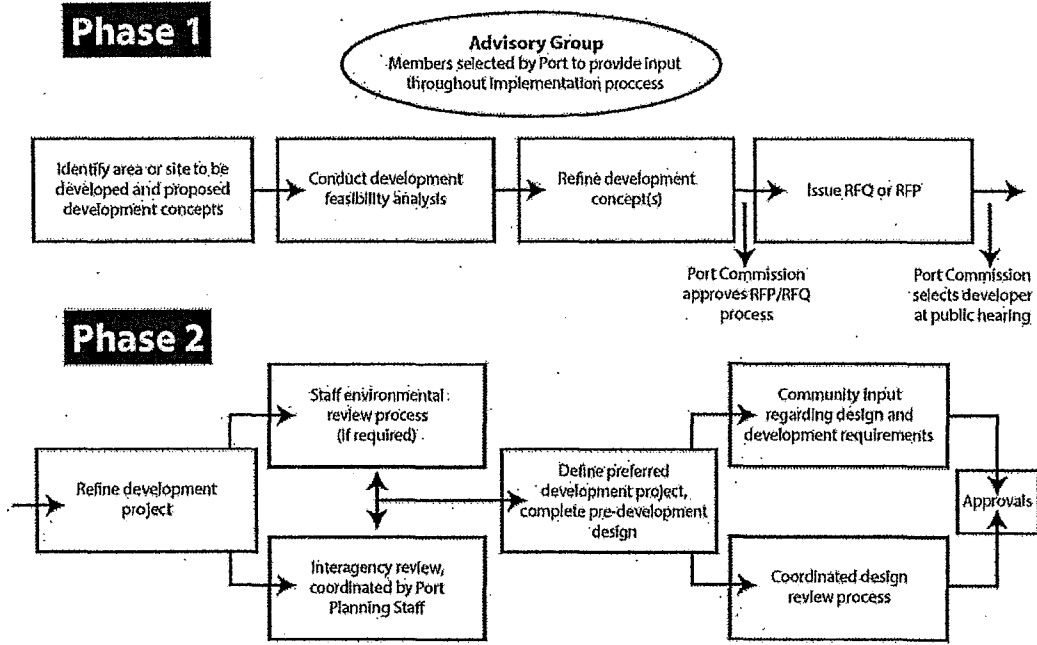 Phase 1
Advisory Group
Members selected by Port to provide input
throughout implementation proccess
Identify area or site to be
developed and proposed
development concepts
Conduct development
feasibility analysis
Refine development
concept(s)
Issue RFQ or RFP
Port Commission
approves RFP/RFQ
process
Port Commission
selects developer
at public hearing
Phase 2
Refine development
project
Staff environmental
review process
(if required)
Interagency review,
coordinated by Port
Planning Staff
Define preferred
development project,
complete pre-development
design
Community input
regarding design and
development requirements
Coordinated design
review process
Approvals